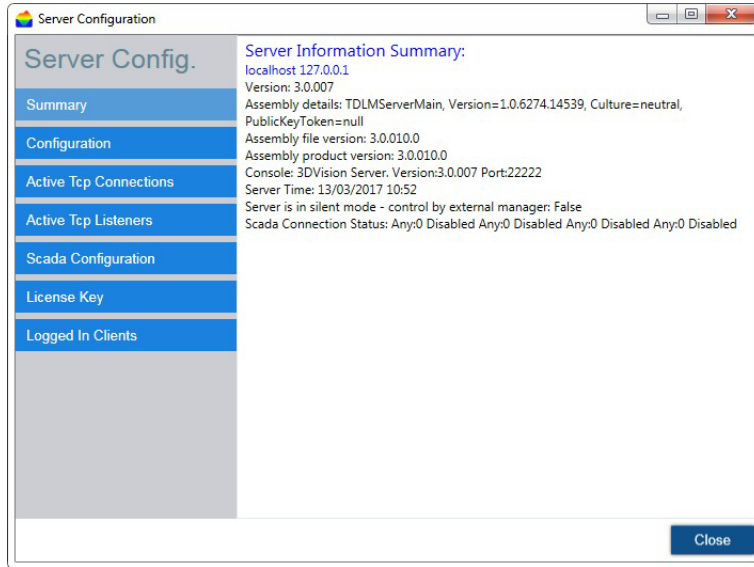 Server Configuration
Server Config.
Summary
Configuration
Active Tcp Connections
Active Tcp Listeners
Scada Configuration
License Key
Logged In Clients
Server Information Summary:
localhost 127.0.0.1
Version: 3.0.007
Assembly details: TDLMServerMain, Version=1.0.6274.14539, Culture=neutral,
PublicKeyToken=null
Assembly file version: 3.0.010.0
Assembly product version: 3.0.010.0
Console: 3DVision Server. Version:3.0.007 Port:22222
Server Time: 13/03/2017 10:52
Server is in silent mode - control by external manager: False
Scada Connection Status: Any:0 Disabled Any:0 Disabled Any:0 Disabled Any:0 Disabled
Close